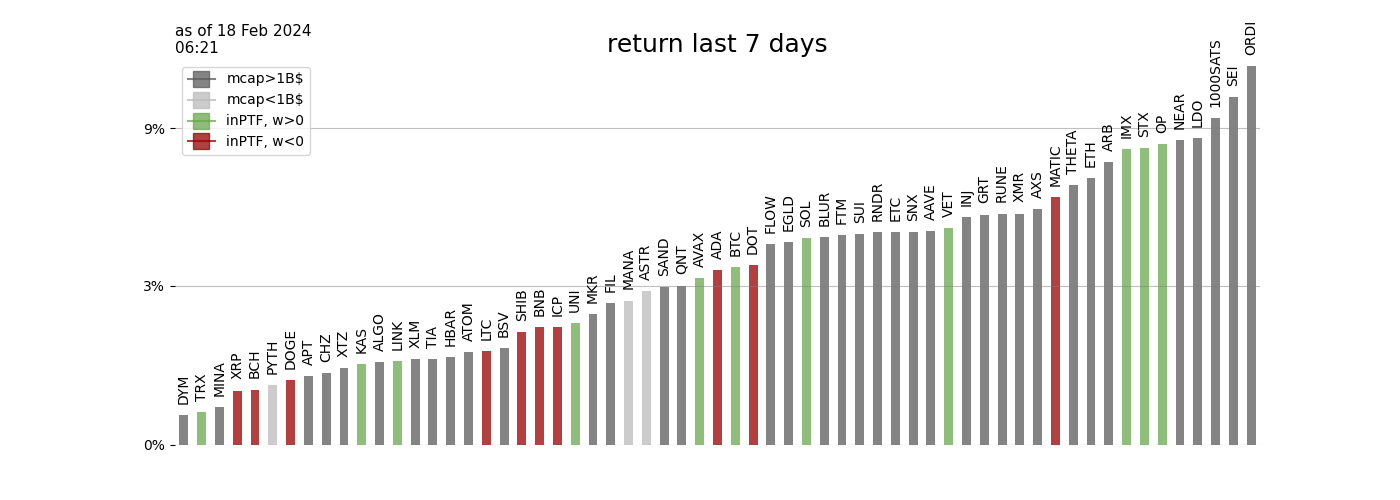 as of 18 Feb 2024
06:21
return last 7 days
mcap>1B$
mcap<1B$
inPTF, w>0
inPTF, w<0
9%
3%
0%
DYM
TRX
MINA
XRP
BCH
PYTH
DOGE
APT
CHZ
XTZ
KAS
ALGO
LINK
XLM
TIA
HBAR
ATOM
LTC
BSV
SHIB
BNB
ICP
UNI
MKR
FIL
MANA
ASTR
SAND
QNT
AVAX
ADA
BTC
DOT
FLOW
EGLD
SOL
BLUR
FTM
SUI
RNDR
ETC
SNX
AAVE
VET
INJ
GRT
RUNE
XMR
AXS
MATIC
THETA
ETH
ARB
IMX
STX
OP
NEAR
LDO
1000SATS
SEI
ORDI